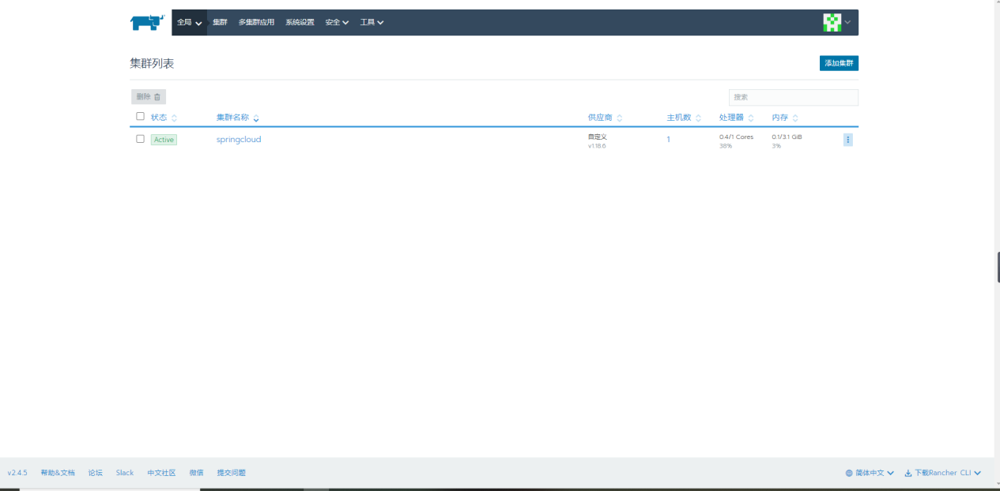 全局 集群 多集群应用 系统设置 安全 工具
集群列表 添加集群
删除 搜索
状态 集群名称 供应商 主机数 处理器 内存
Active springcloud 自定义 1 0.4/1 Cores 0.1/3.1 GiB
v1.18.6 38% 3%
v2.4.5 帮助&文档 论坛 Slack 中文社区 微信 提交问题 简体中文 下载Rancher CLI